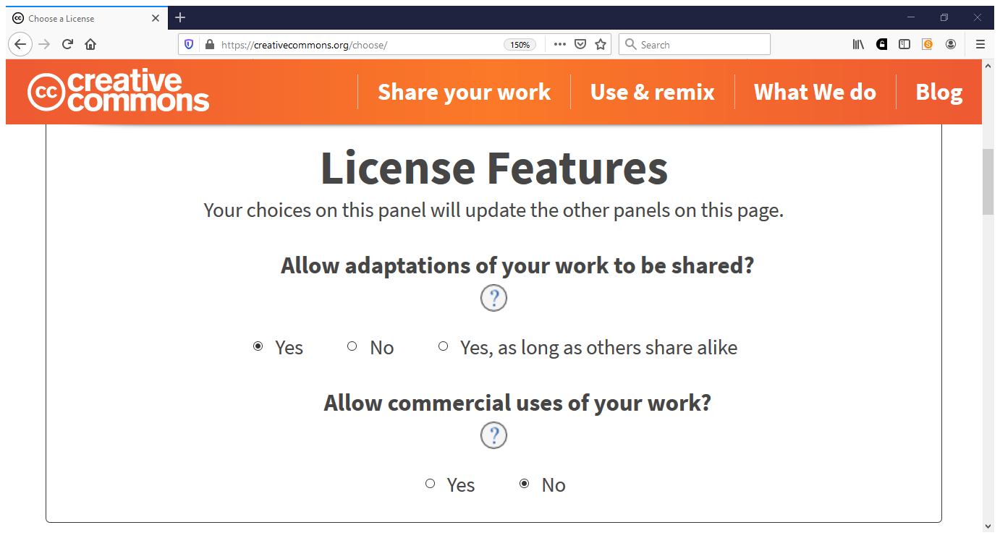 Choose a License
https://creativecommons.org/choose/
150%
Search
cc creative commons
Share your work
Use & remix
What We do
Blog
License Features
Your choices on this panel will update the other panels on this page.
Allow adaptations of your work to be shared?
?
Yes
No
Yes, as long as others share alike
Allow commercial uses of your work?
?
Yes
No